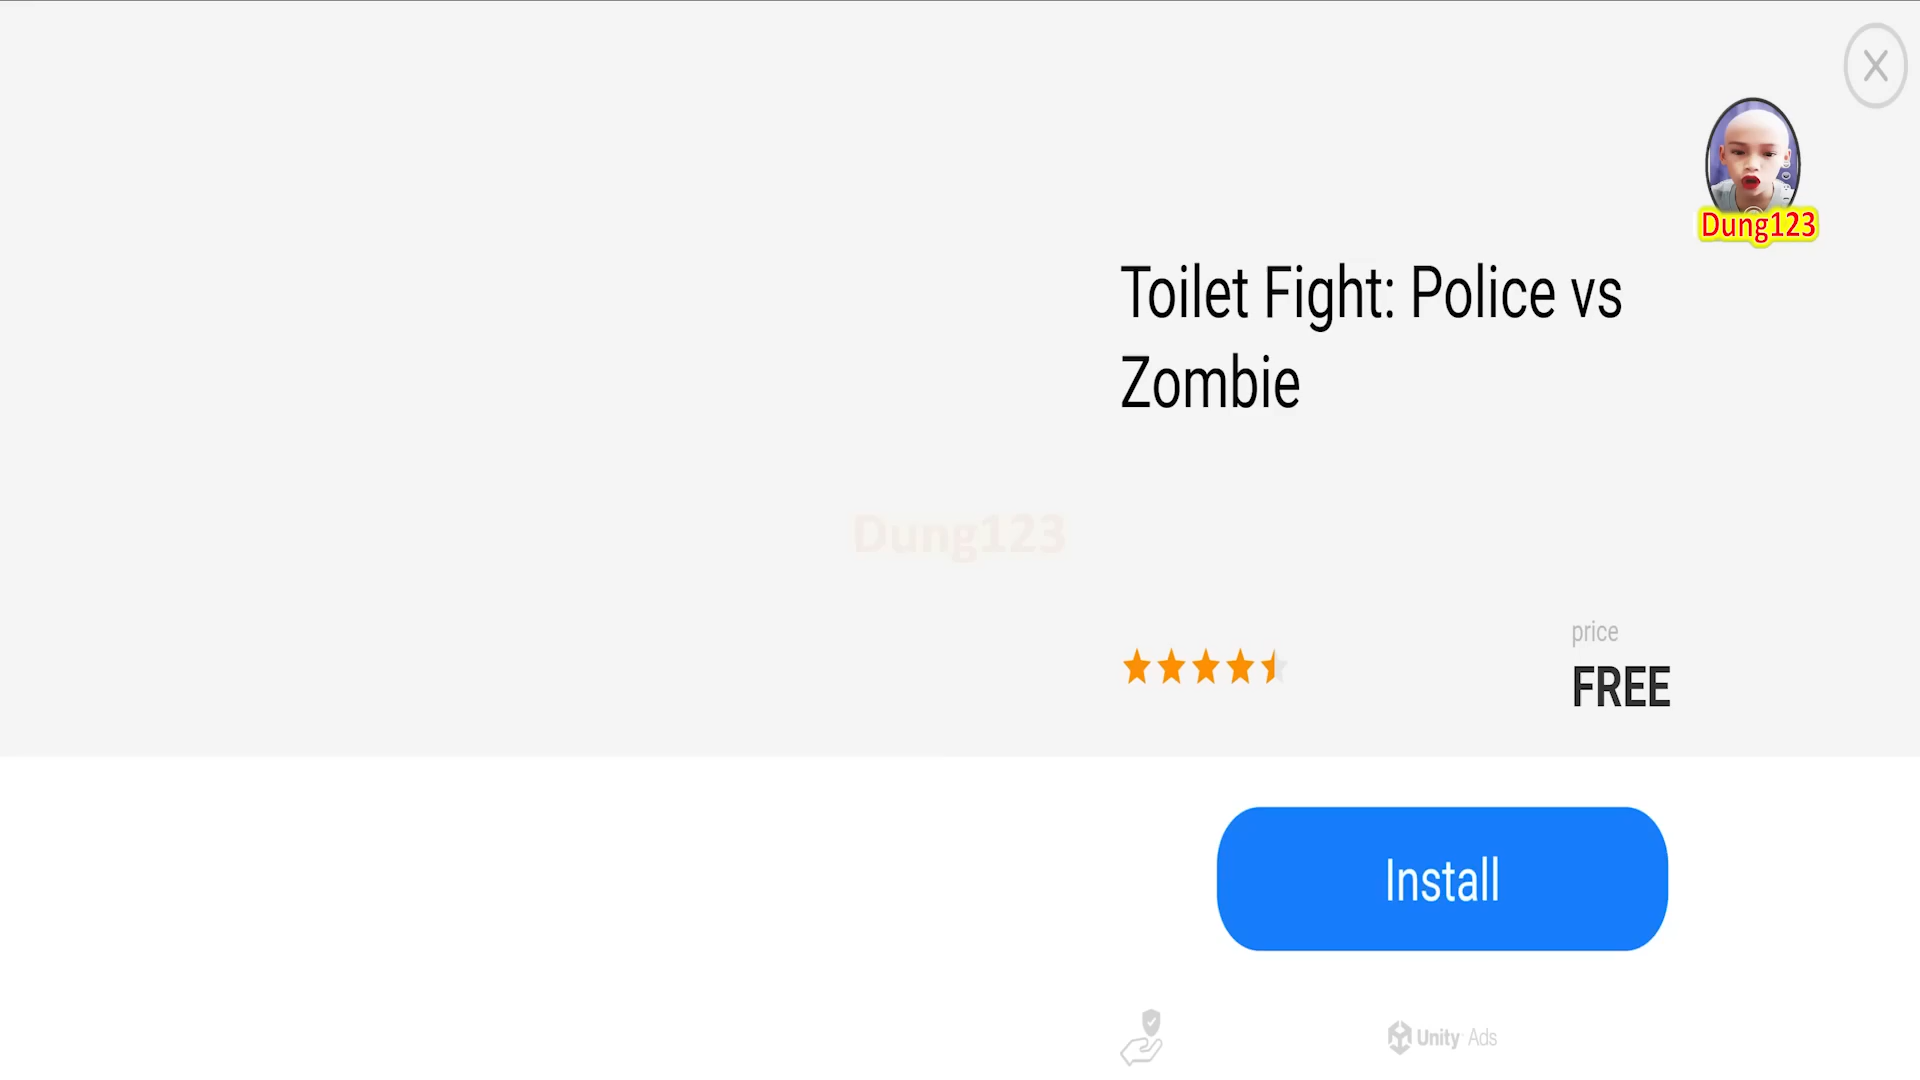 X
Dung123
Toilet Fight: Police vs
Zombie
Dung123
price
FREE
Install
Unity Ads